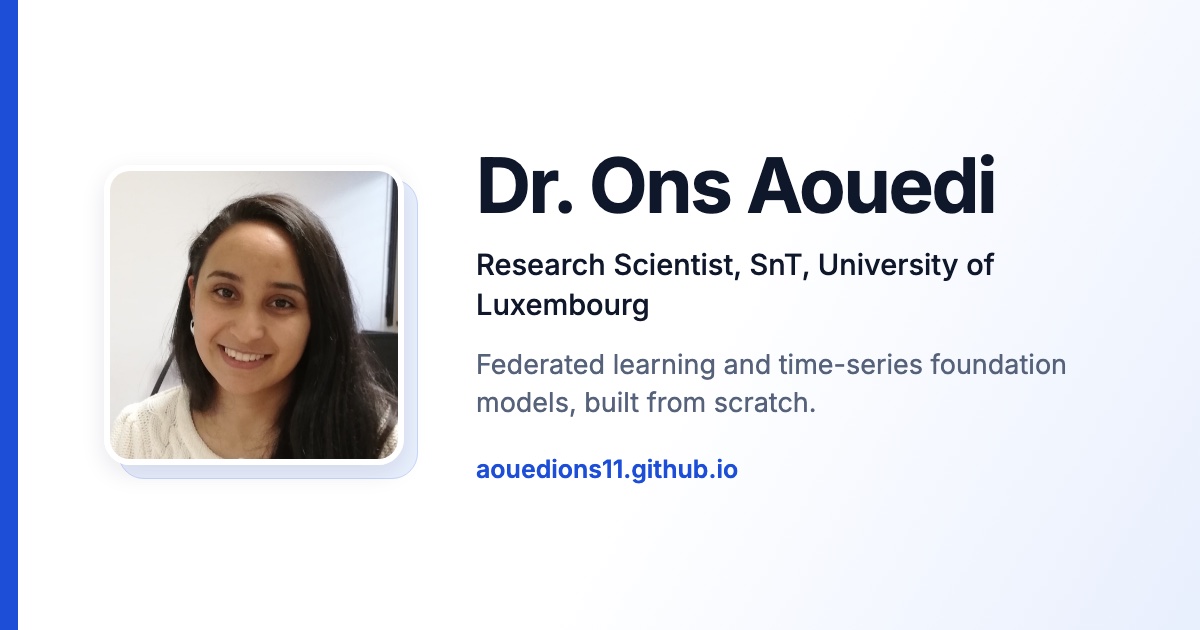 Dr. Ons Aouedi
Research Scientist, SnT, University of
Luxembourg
Federated learning and time-series foundation
models, built from scratch.
aouedions11.github.io